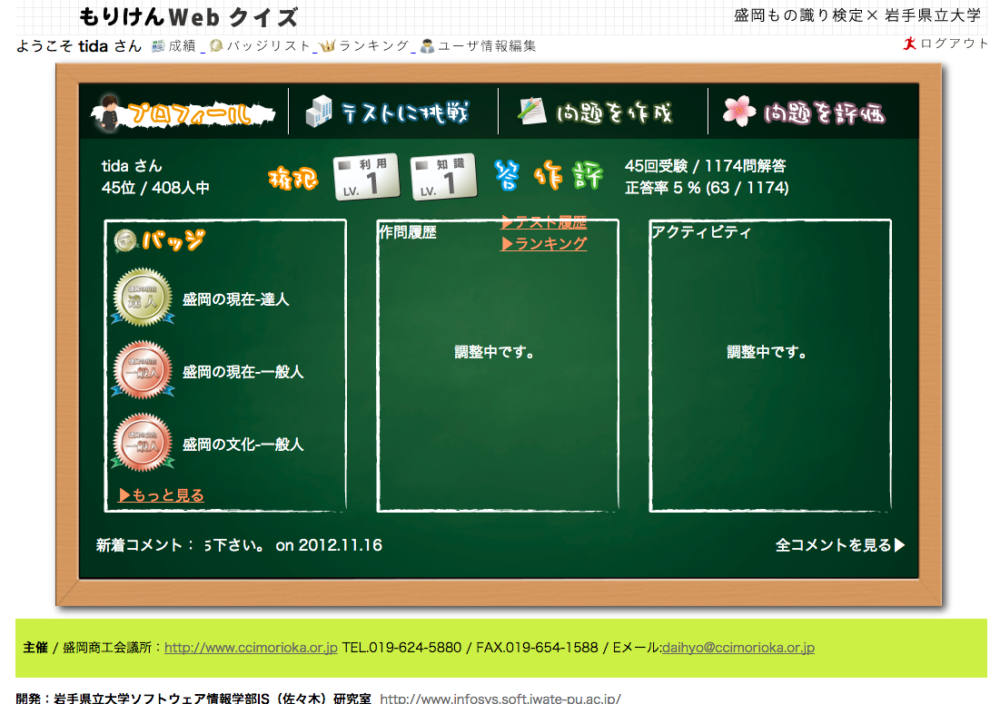 もりけんWebクイズ
盛岡もの識り検定× 岩手県立大学
ようこそ tida さん 成績 バッジリスト ランキング ユーザ情報編集
ログアウト
プロフィール テストに挑戦 問題を作成 問題を評価
tida さん
45位 / 408人中
権限
利用 LV. 1
知識 LV. 1
答 作 評
45回受験 / 1174問解答
正答率 5 % (63 / 1174)
バッジ
盛岡の現在 達人
盛岡の現在-達人
盛岡の現在 一般人
盛岡の現在-一般人
盛岡の文化 一般人
盛岡の文化-一般人
▶もっと見る
作問履歴
▶テスト履歴
▶ランキング
調整中です。
アクティビティ
調整中です。
新着コメント： 5下さい。 on 2012.11.16
全コメントを見る▶
主催 / 盛岡商工会議所：http://www.ccimorioka.or.jp TEL.019-624-5880 / FAX.019-654-1588 / Eメール:daihyo@ccimorioka.or.jp
開発：岩手県立大学ソフトウェア情報学部IS（佐々木）研究室 http://www.infosys.soft.iwate-pu.ac.jp/